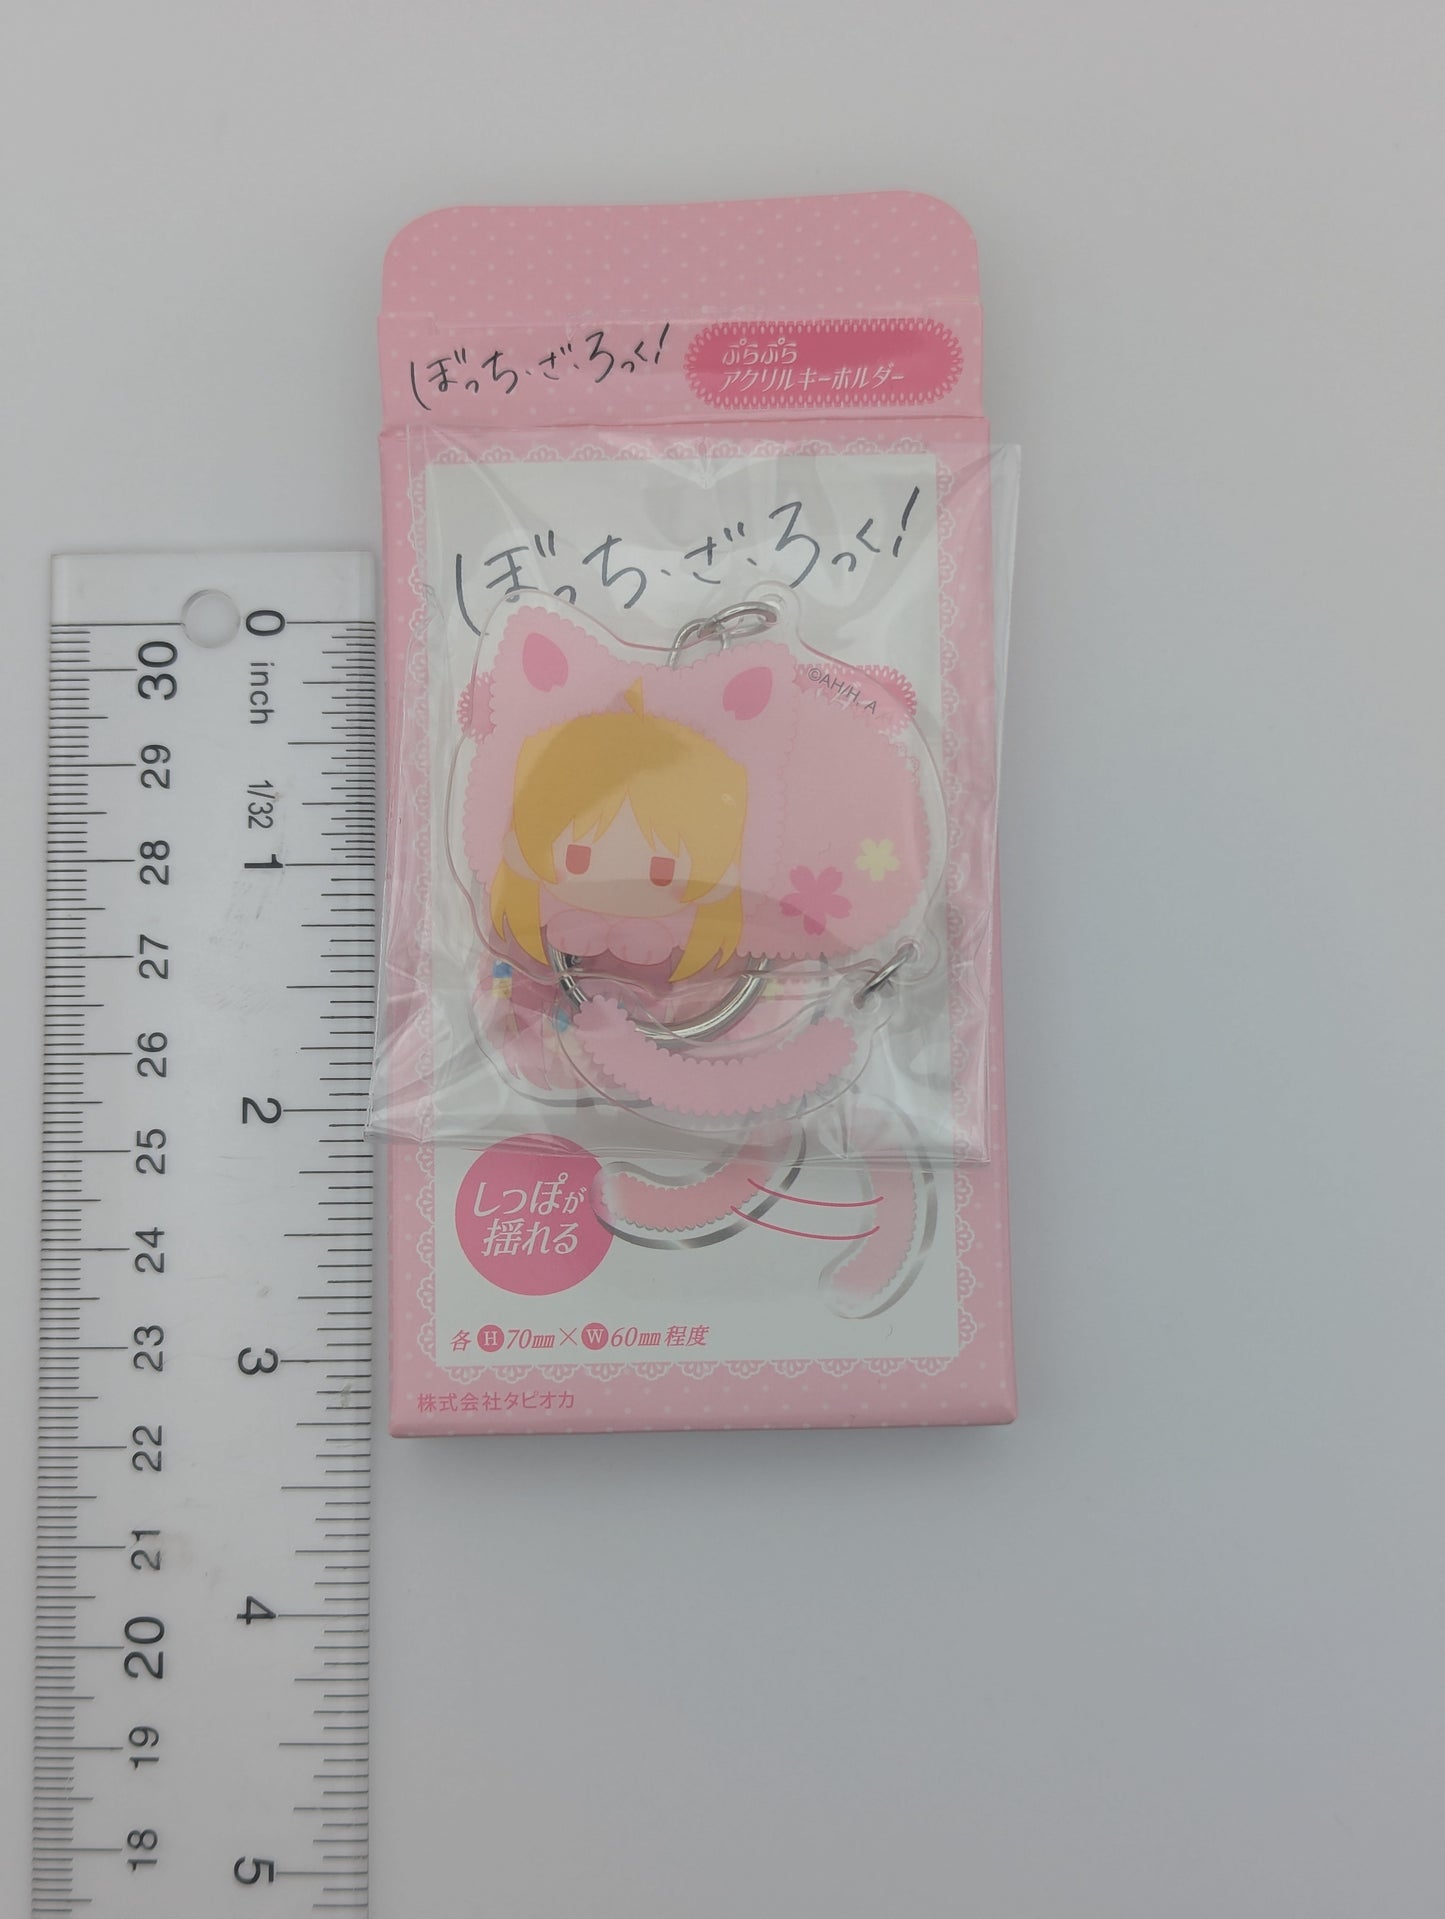 ぼっち・ざ・ろっく!
ぷらぷら
アクリルキーホルダー
ぼっち・ざ・ろっく!
©AH/H, A
しっぽが
揺れる
各 H 70mm × W 60mm 程度
株式会社タピオカ
0
inch
1/32
1
2
3
4
5
30
29
28
27
26
25
24
23
22
21
20
19
18